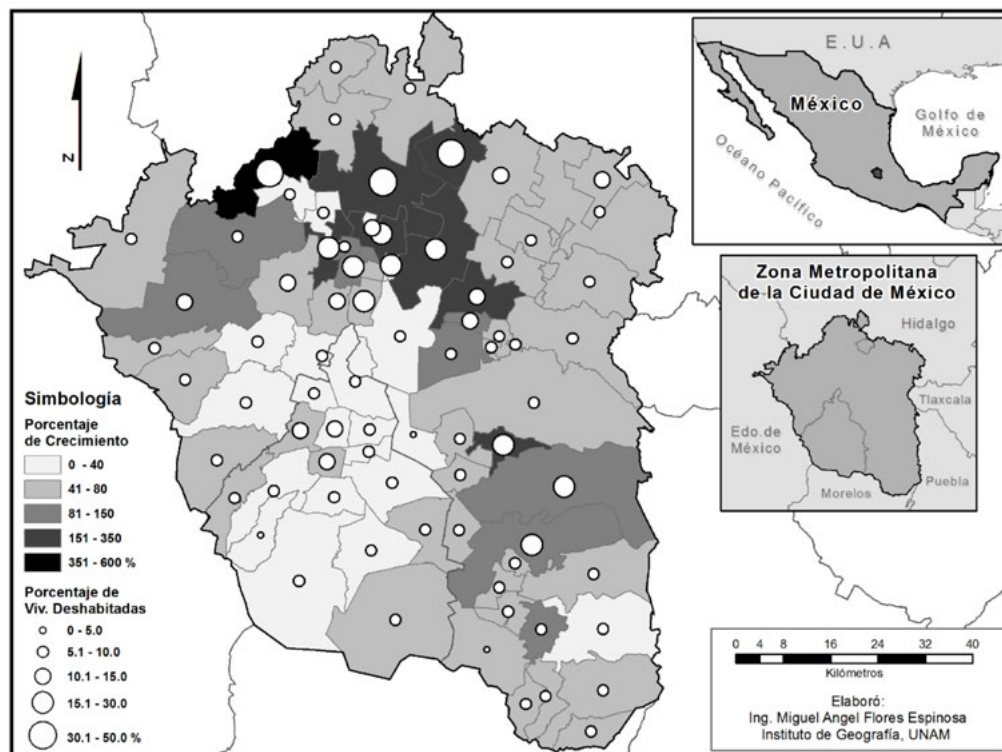 N
Simbología
Porcentaje
de Crecimiento
0 - 40
41 - 80
81 - 150
151 - 350
351 - 600 %
Porcentaje de
Viv. Deshabitadas
0 - 5.0
5.1 - 10.0
10.1 - 15.0
15.1 - 30.0
30.1 - 50.0 %
E. U. A
México
Golfo de
México
Océano Pacífico
Zona Metropolitana
de la Ciudad de México
Hidalgo
Tlaxcala
Edo. de
México
Puebla
Morelos
0 4 8 16 24 32 40
Kilómetros
Elaboró:
Ing. Miguel Angel Flores Espinosa
Instituto de Geografía, UNAM